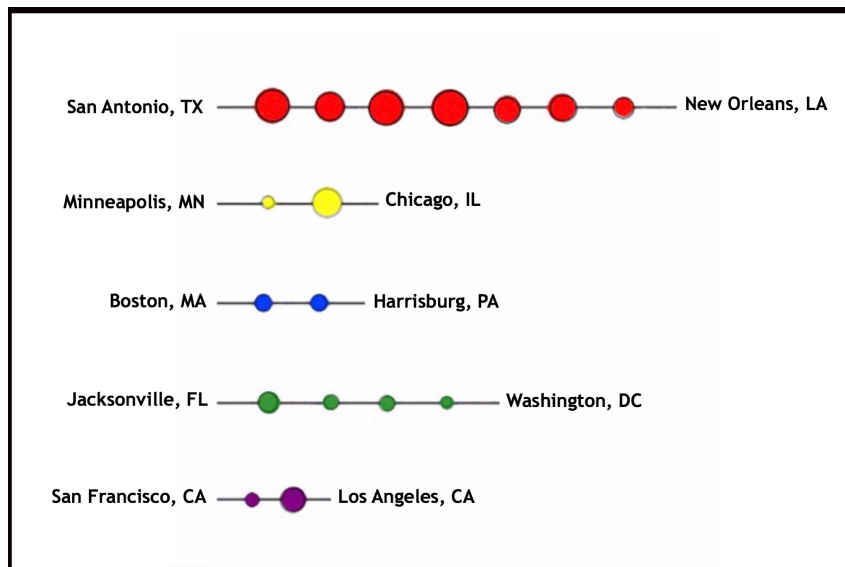 San Antonio, TX New Orleans, LA
Minneapolis, MN Chicago, IL
Boston, MA Harrisburg, PA
Jacksonville, FL Washington, DC
San Francisco, CA Los Angeles, CA